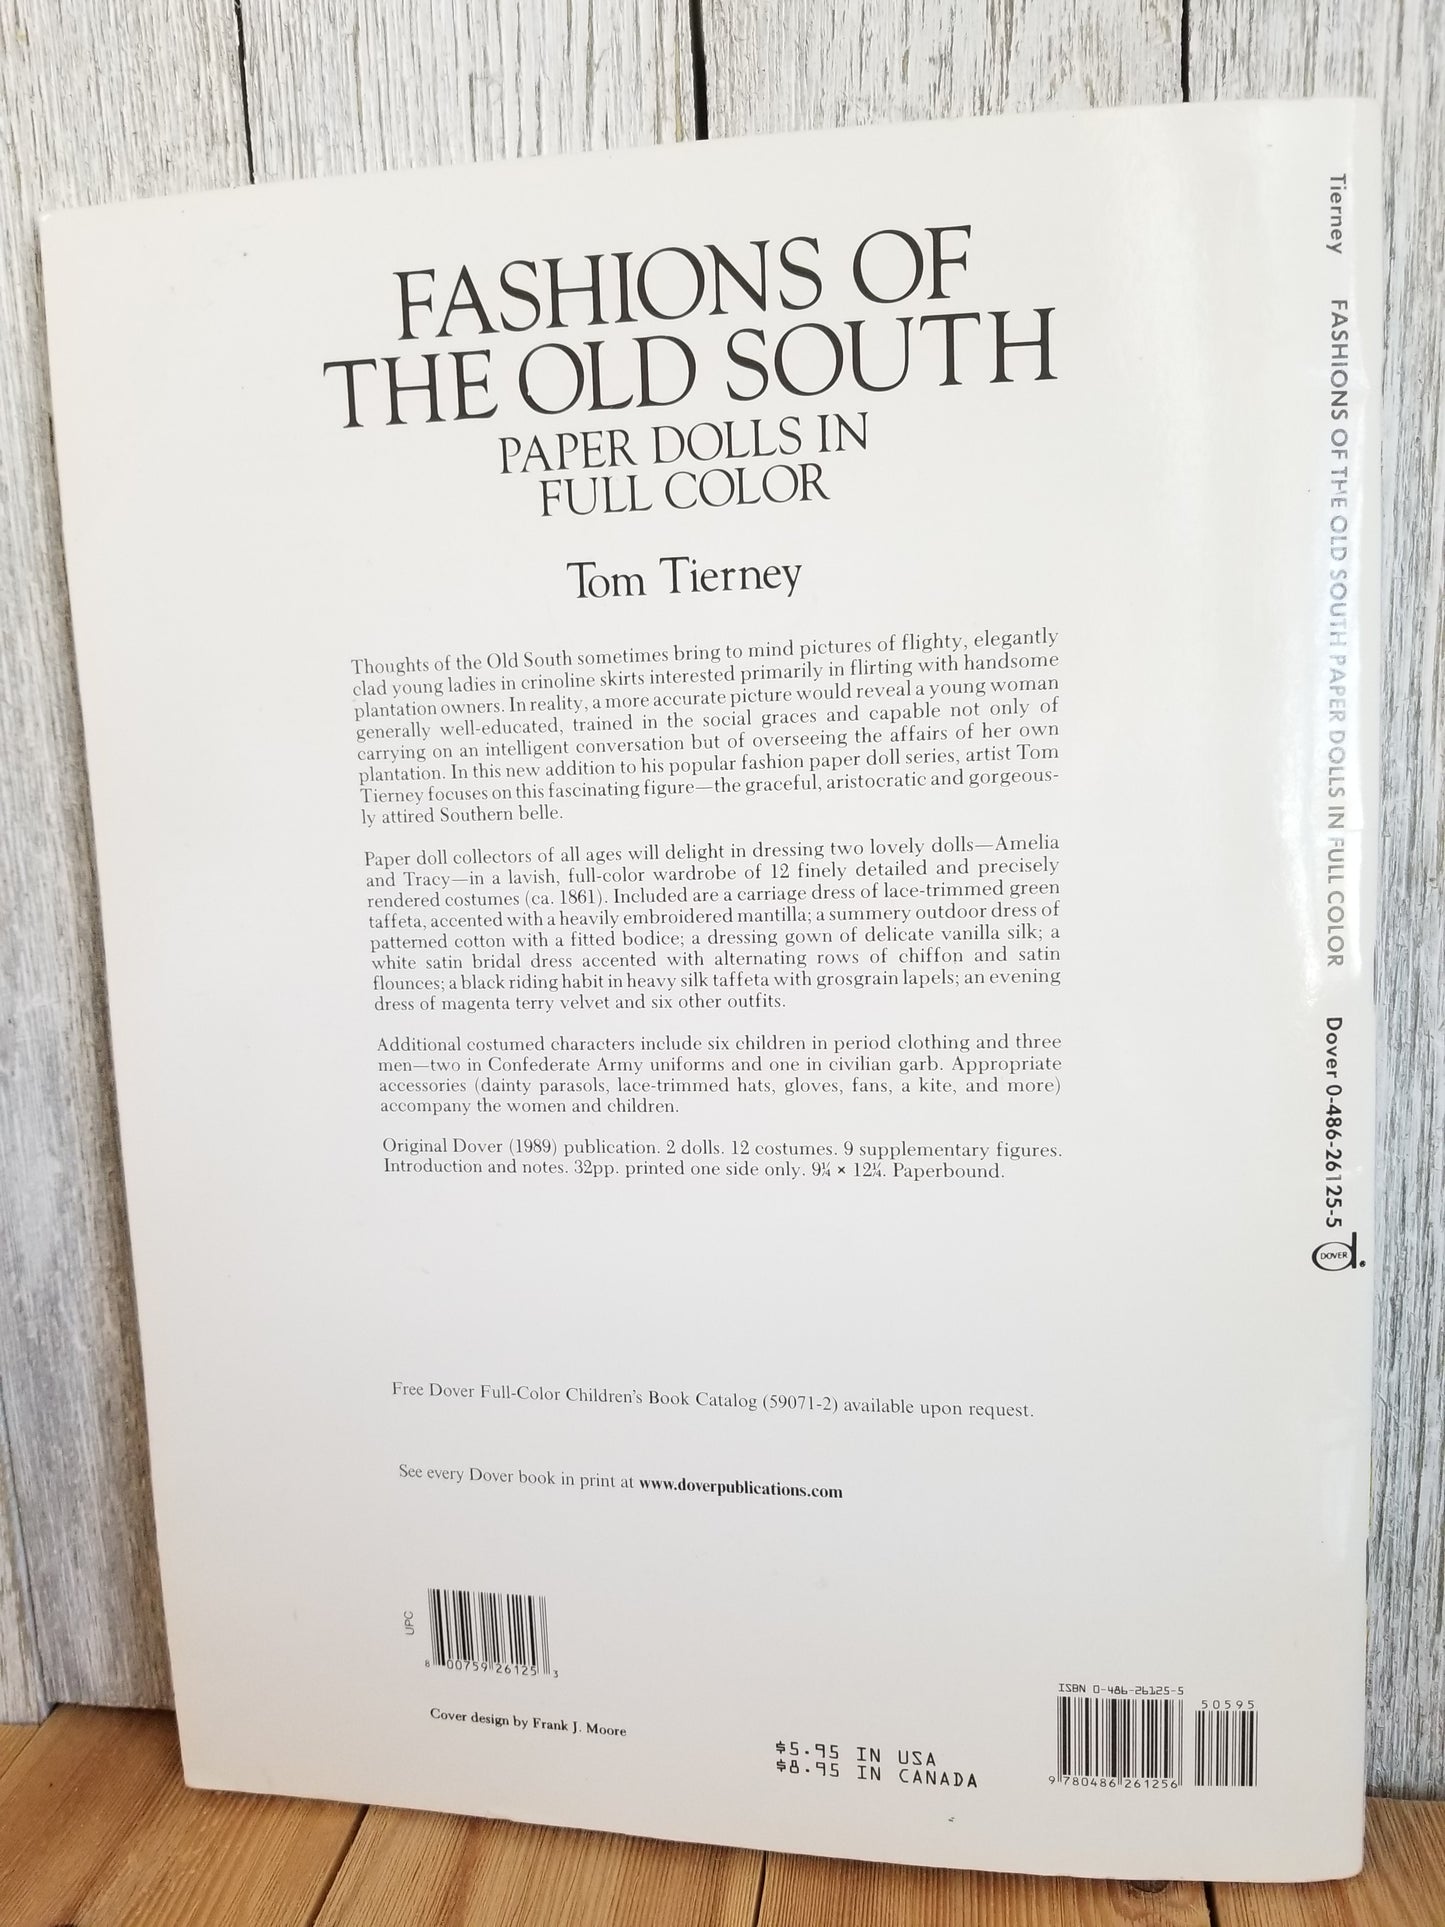 FASHIONS OF
THE OLD SOUTH
PAPER DOLLS IN
FULL COLOR
Tom Tierney
Thoughts of the Old South sometimes bring to mind pictures of flighty, elegantly
clad young ladies in crinoline skirts interested primarily in flirting with handsome
plantation owners. In reality, a more accurate picture would reveal a young woman
generally well-educated, trained in the social graces and capable not only of
carrying on an intelligent conversation but of overseeing the affairs of her own
plantation. In this new addition to his popular fashion paper doll series, artist Tom
Tierney focuses on this fascinating figure—the graceful, aristocratic and gorgeous-
ly attired Southern belle.
Paper doll collectors of all ages will delight in dressing two lovely dolls—Amelia
and Tracy—in a lavish, full-color wardrobe of 12 finely detailed and precisely
rendered costumes (ca. 1861). Included are a carriage dress of lace-trimmed green
taffeta, accented with a heavily embroidered mantilla; a summery outdoor dress of
patterned cotton with a fitted bodice; a dressing gown of delicate vanilla silk; a
white satin bridal dress accented with alternating rows of chiffon and satin
flounces; a black riding habit in heavy silk taffeta with grosgrain lapels; an evening
dress of magenta terry velvet and six other outfits.
Additional costumed characters include six children in period clothing and three
men—two in Confederate Army uniforms and one in civilian garb. Appropriate
accessories (dainty parasols, lace-trimmed hats, gloves, fans, a kite, and more)
accompany the women and children.
Original Dover (1989) publication. 2 dolls. 12 costumes. 9 supplementary figures.
Introduction and notes. 32pp. printed one side only. 9¼ × 12¼. Paperbound.
Free Dover Full-Color Children's Book Catalog (59071-2) available upon request.
See every Dover book in print at www.doverpublications.com
UPC
8 00759 26125 3
Cover design by Frank J. Moore
$5.95 IN USA
$8.95 IN CANADA
ISBN 0-486-26125-5
50595
9 780486 261256
Tierney FASHIONS OF THE OLD SOUTH PAPER DOLLS IN FULL COLOR Dover 0-486-26125-5
DOVER